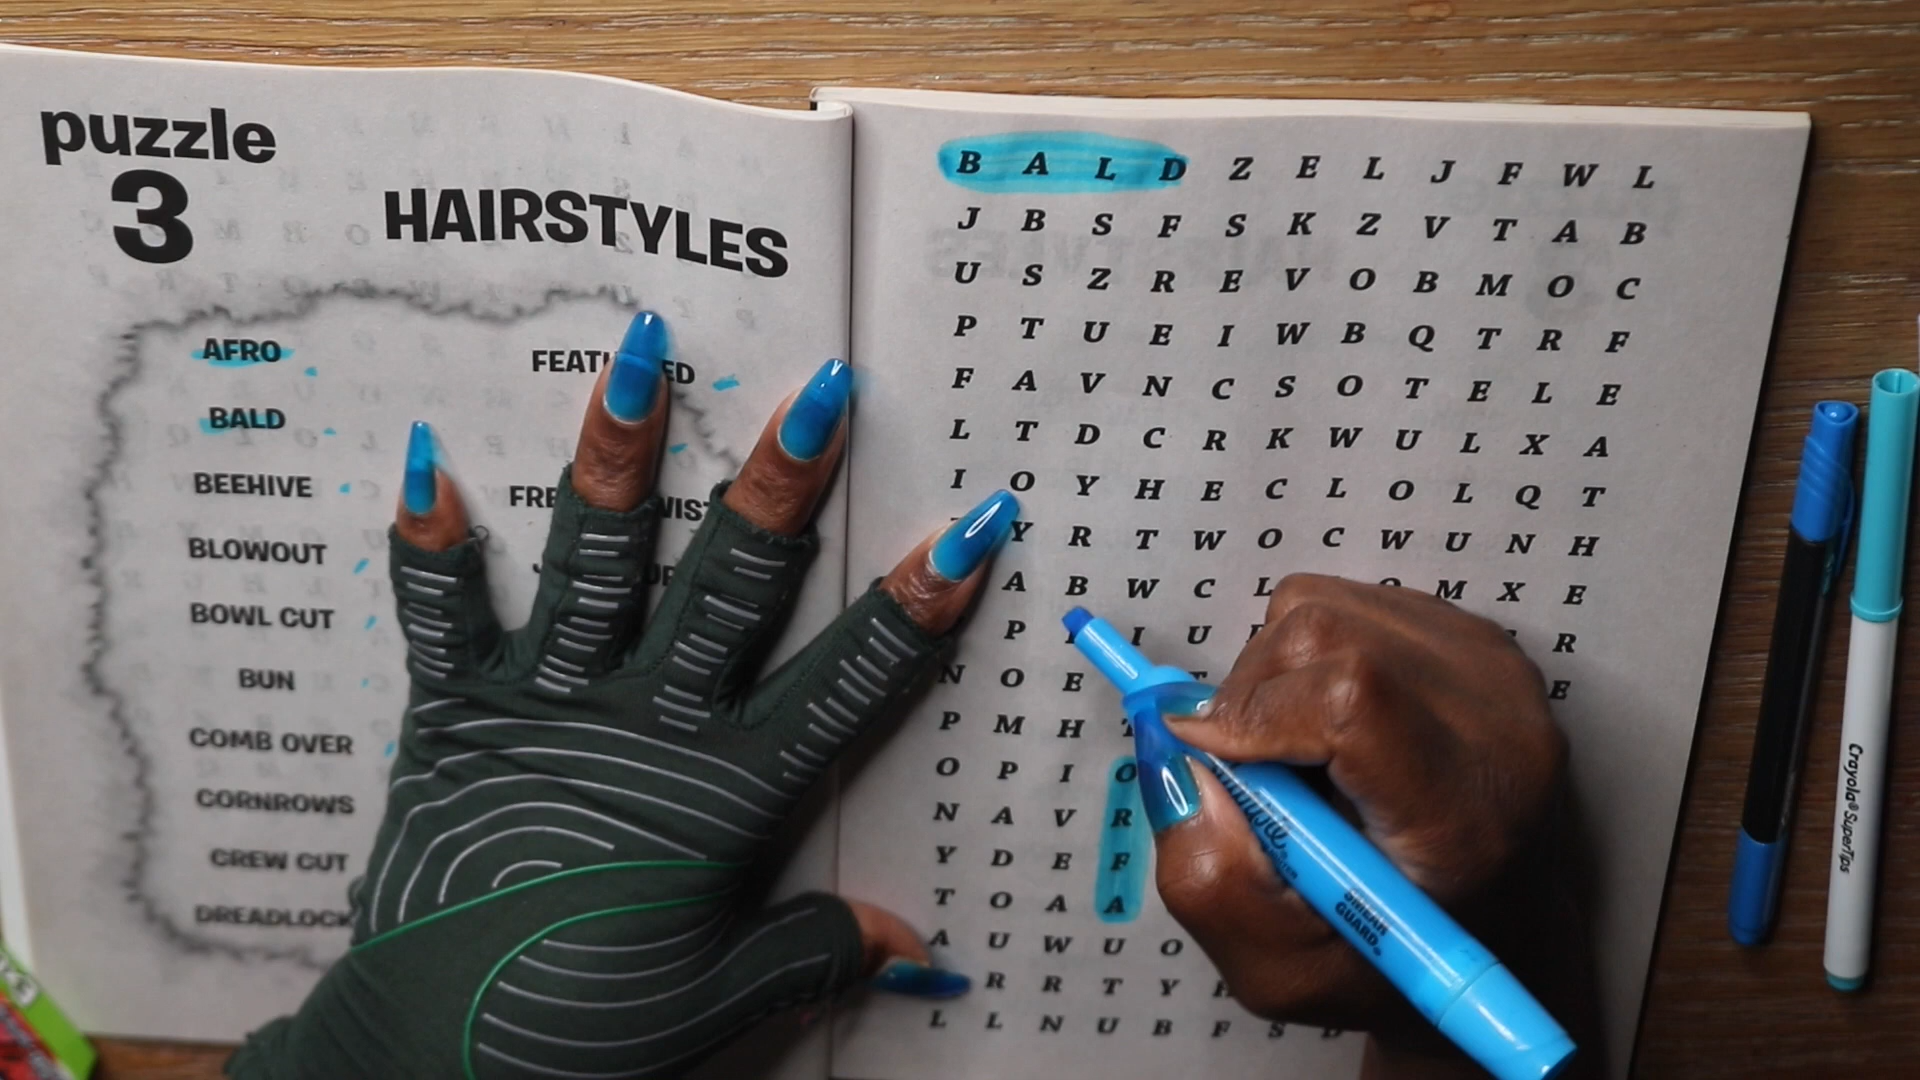 puzzle
3
HAIRSTYLES
AFRO
BALD
BEEHIVE
BLOWOUT
BOWL CUT
BUN
COMB OVER
CORNROWS
CREW CUT
B A L D Z E L J F W L
J B S F S K Z V T A B
U S Z R E V O B M O C
P T U E I W B Q T R F
F A V N C S O T E L E
L T D C R K W U L X A
I O Y H E C L O L Q T
Y R T W O C W U N H
A B W C L O M X E
P I U R
N O E E
P M H T
O P I O
N A V R
Y D E F
T O A A
A U W U O
R R T Y
L L N U B F S
Crayola® SuperTips
SMEAR
GUARD®